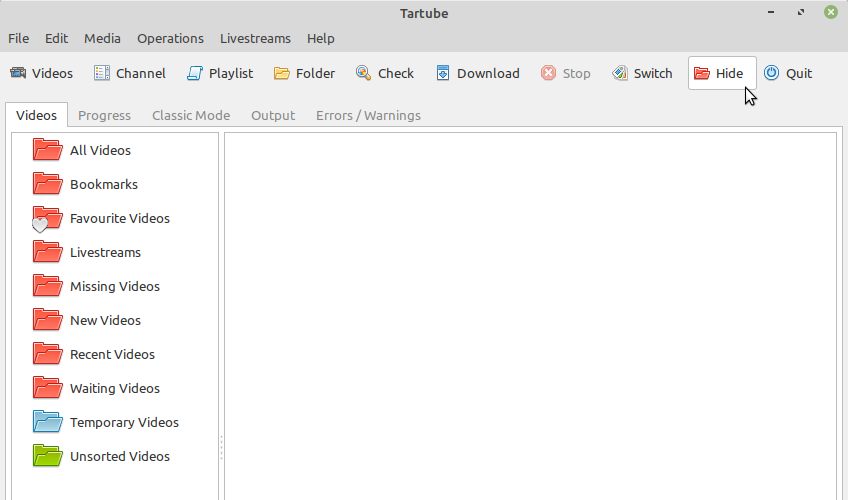 Tartube
File Edit Media Operations Livestreams Help
Videos Channel Playlist Folder Check Download Stop Switch Hide Quit
Videos Progress Classic Mode Output Errors / Warnings
All Videos
Bookmarks
Favourite Videos
Livestreams
Missing Videos
New Videos
Recent Videos
Waiting Videos
Temporary Videos
Unsorted Videos